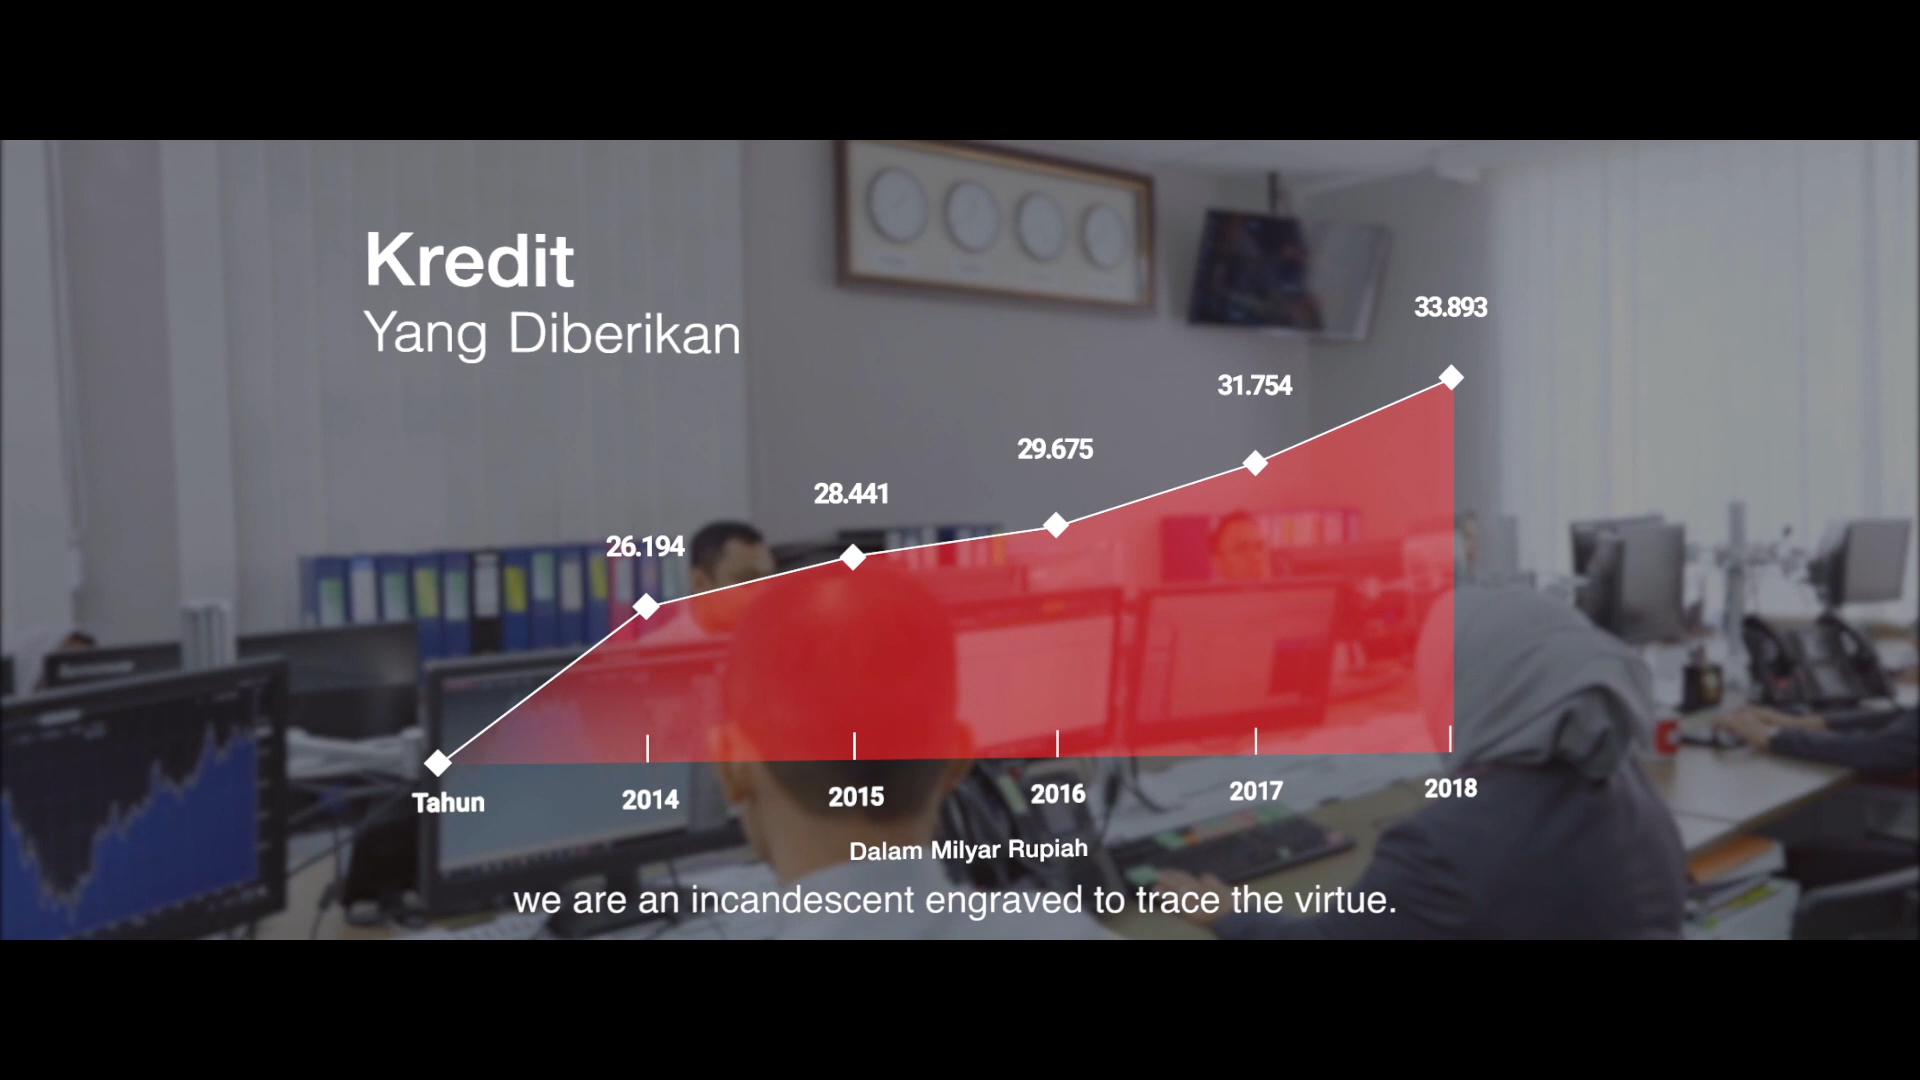 Kredit
Yang Diberikan
33.893
31.754
29.675
28.441
26.194
Tahun 2014 2015 2016 2017 2018
Dalam Milyar Rupiah
we are an incandescent engraved to trace the virtue.